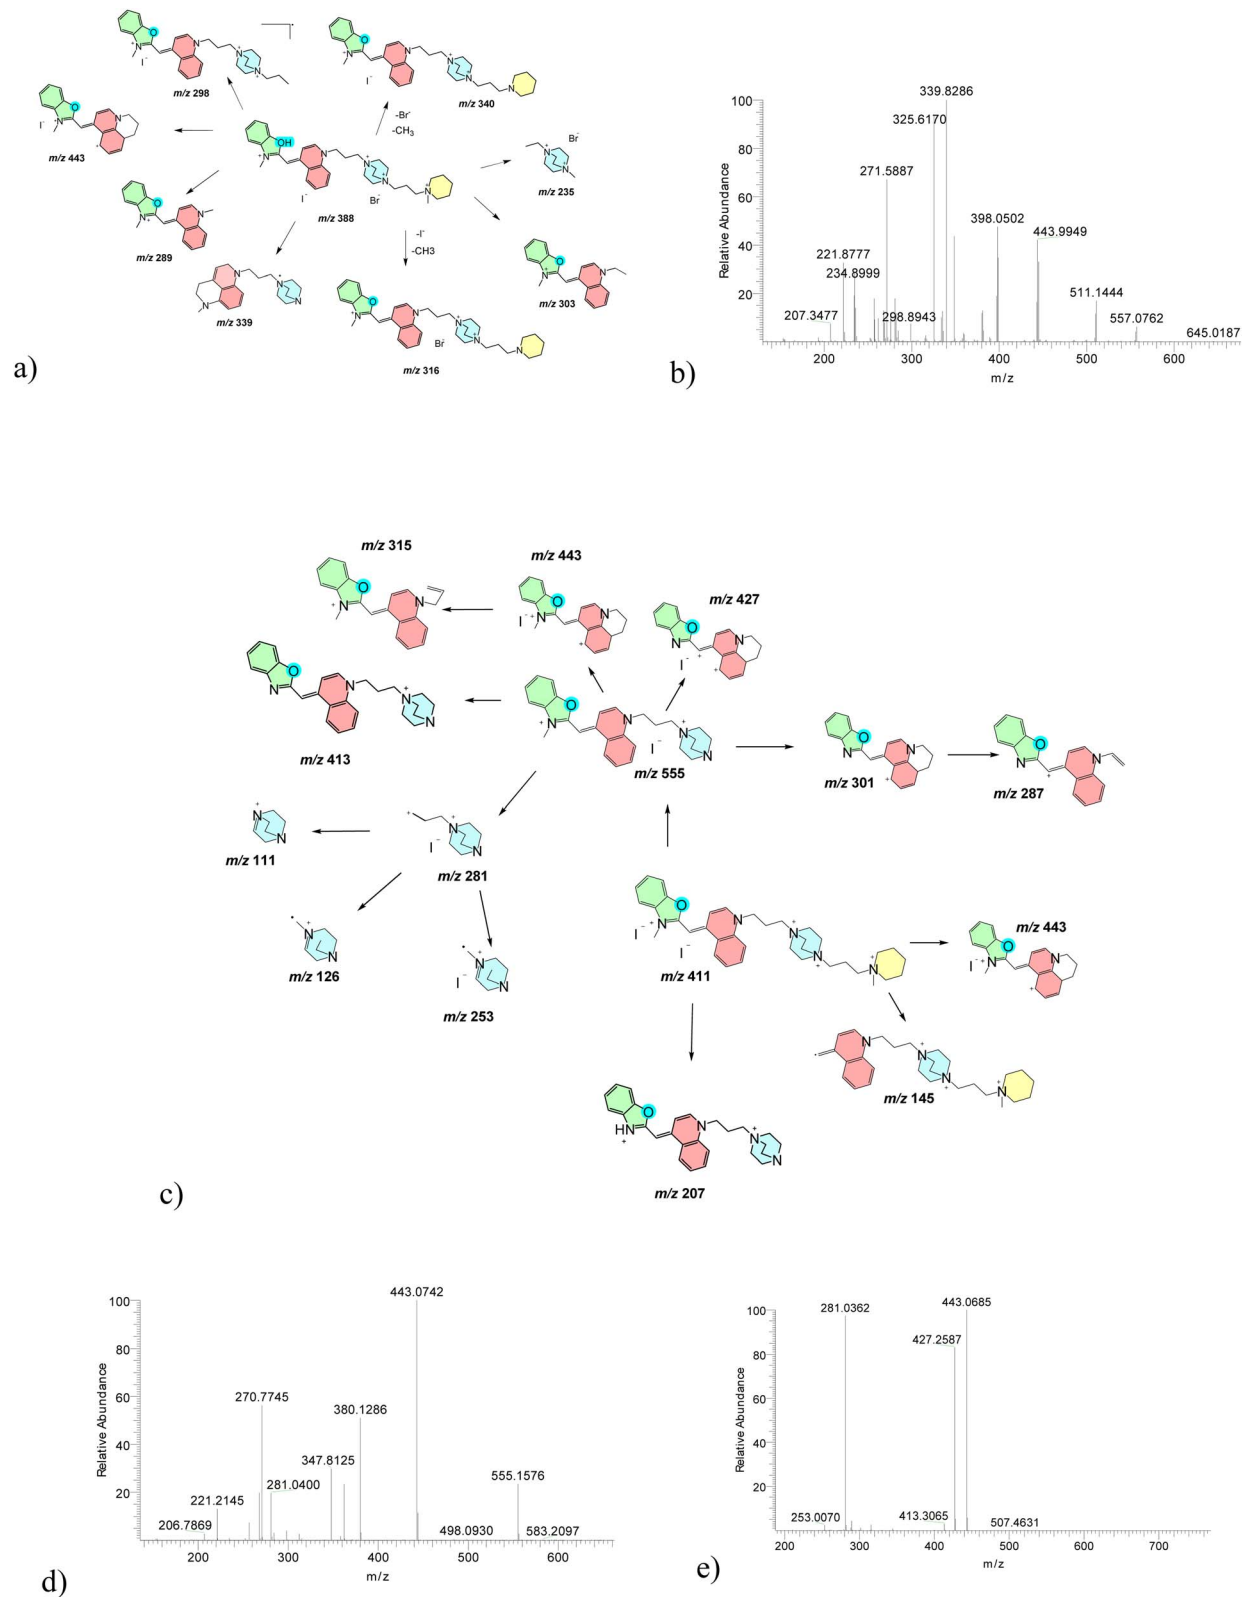 m/z 298
m/z 340
-Br-
-CH3
m/z 443
m/z 388
m/z 235
m/z 289
-I-
-CH3
m/z 303
m/z 339
m/z 316
a)
Relative Abundance
100
80
60
40
20
339.8286
325.6170
271.5887
398.0502
443.9949
221.8777
234.8999
511.1444
207.3477
298.8943
557.0762
645.0187
200 300 400 500 600
m/z
b)
m/z 315
m/z 443
m/z 427
m/z 413
m/z 555
m/z 301
m/z 287
m/z 111
m/z 281
m/z 126
m/z 253
m/z 411
m/z 443
m/z 145
m/z 207
c)
Relative Abundance
100
80
60
40
20
443.0742
270.7745
380.1286
347.8125
281.0400
555.1576
221.2145
206.7869
498.0930
583.2097
200 300 400 500 600
m/z
d)
Relative Abundance
100
80
60
40
20
281.0362
443.0685
427.2587
253.0070
413.3065
507.4631
200 300 400 500 600 700
m/z
e)